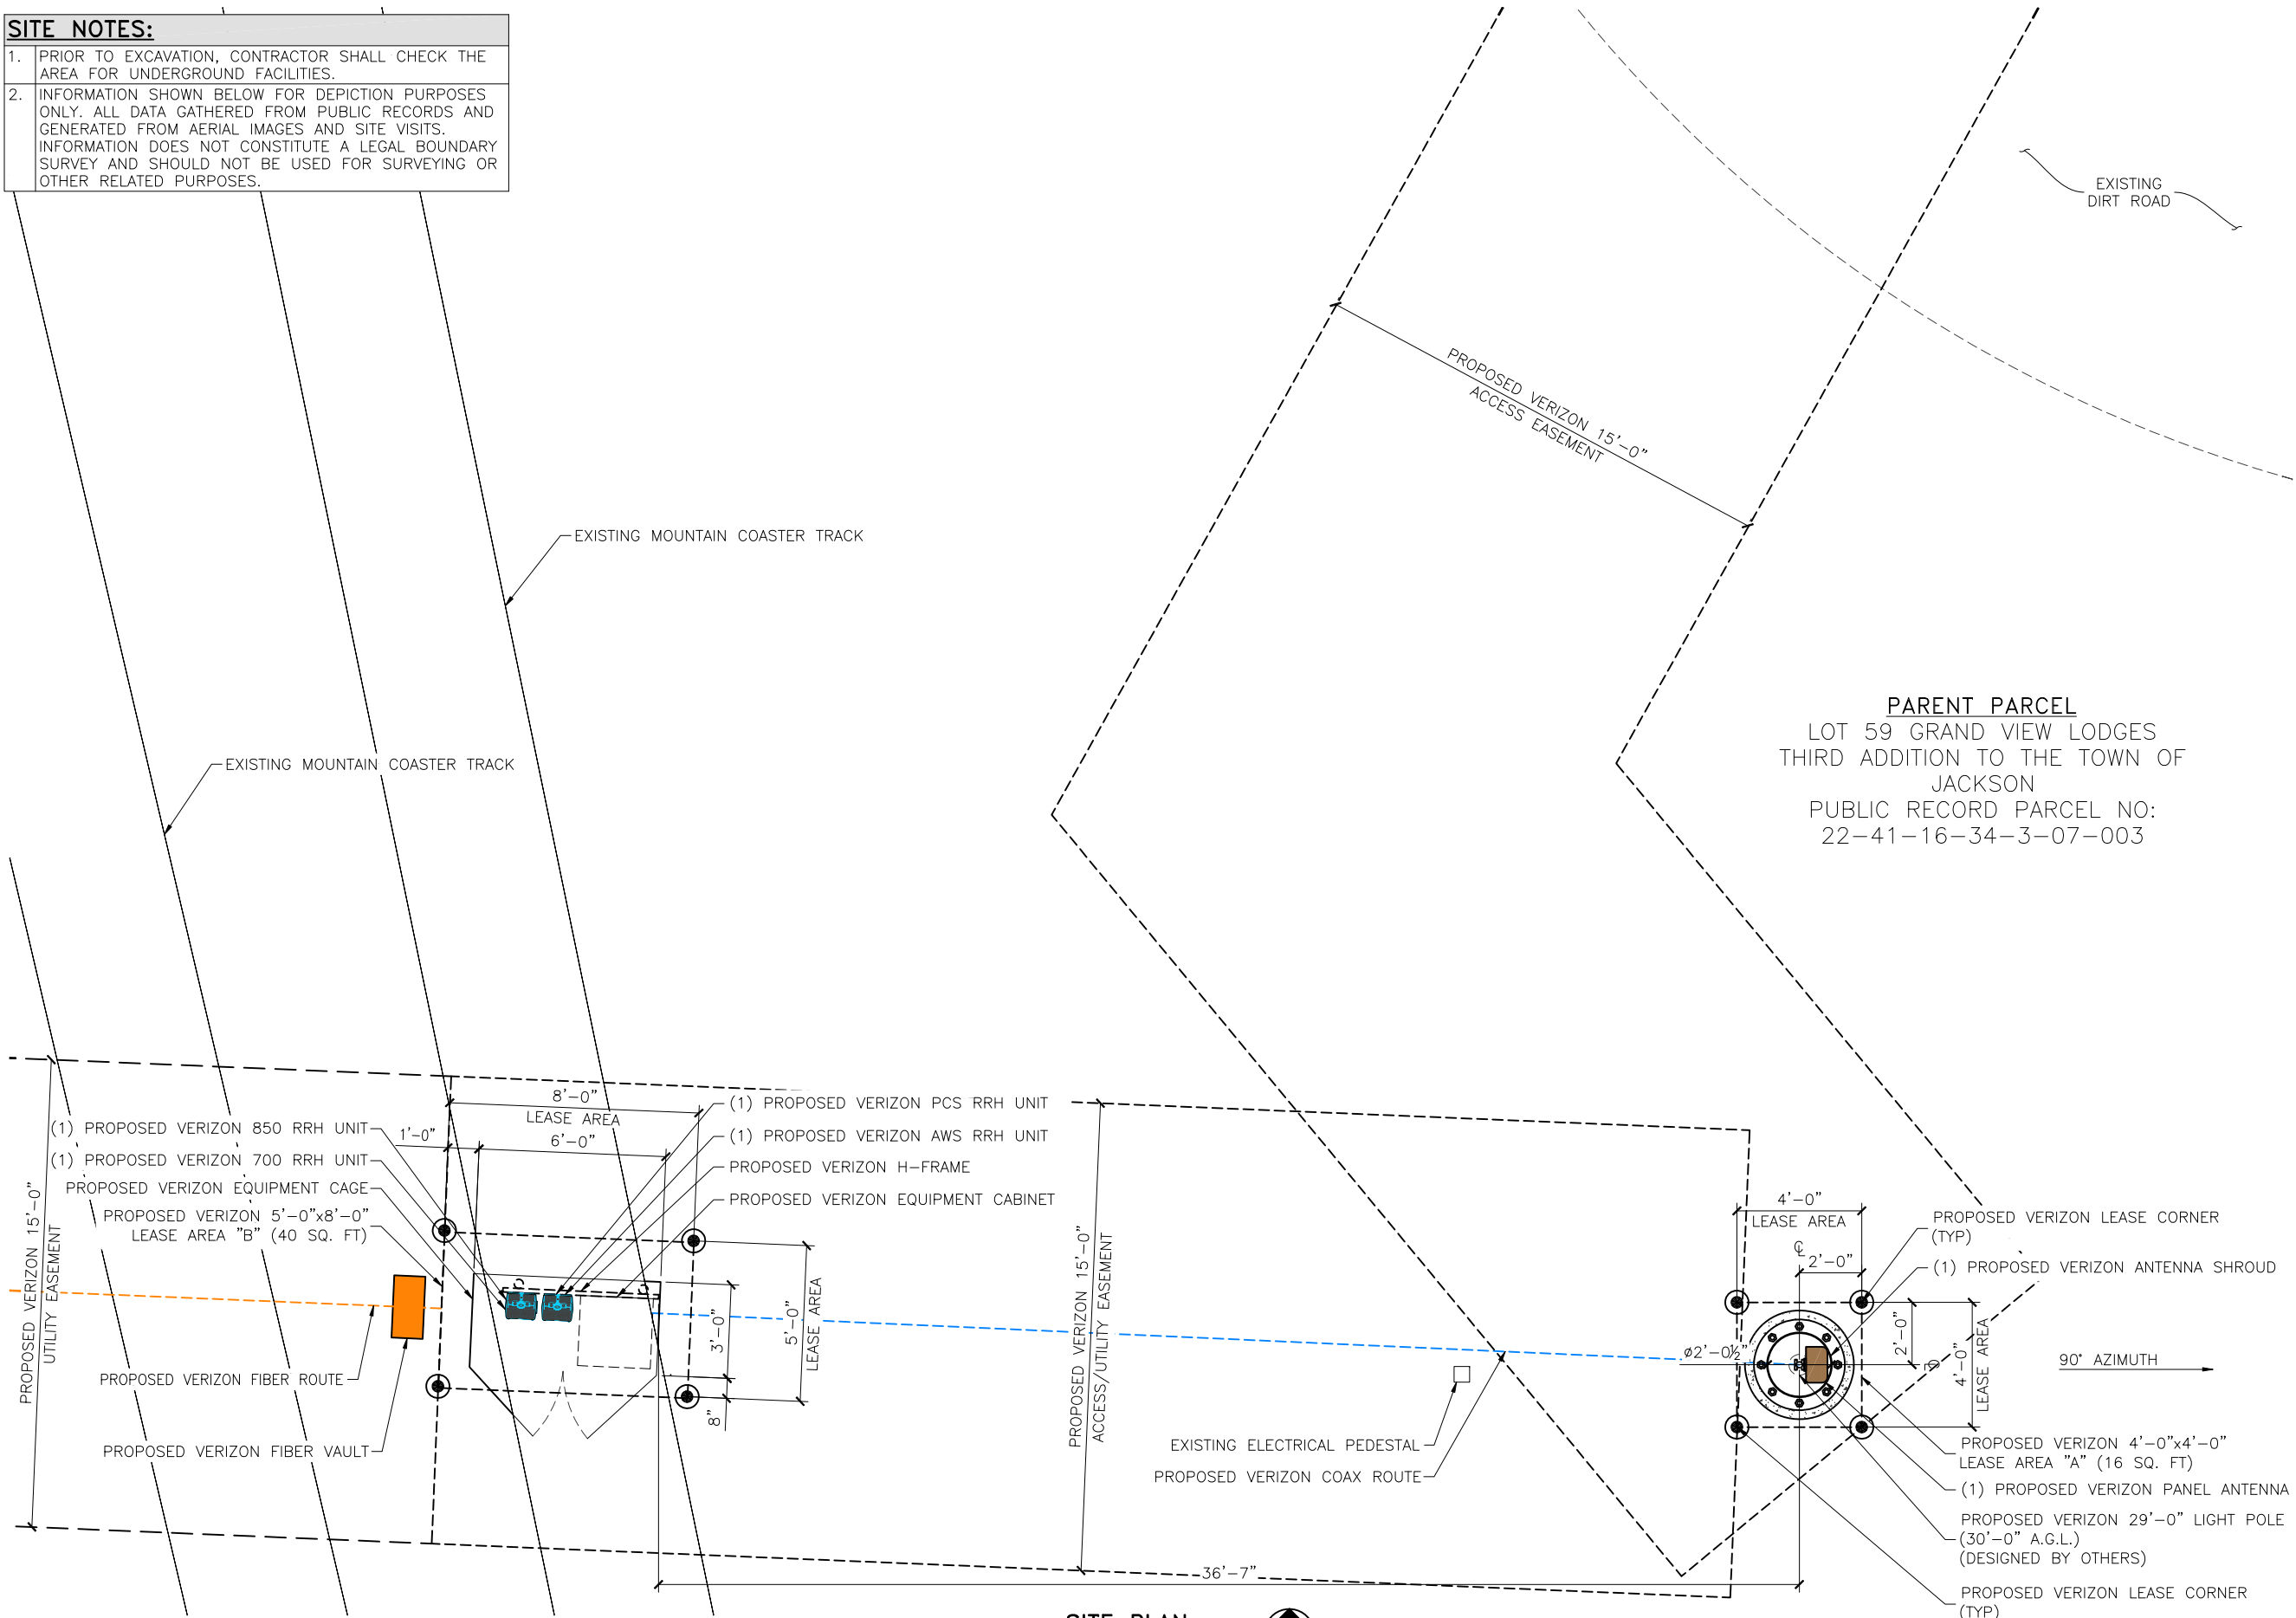 SITE NOTES:
1. PRIOR TO EXCAVATION, CONTRACTOR SHALL CHECK THE
AREA FOR UNDERGROUND FACILITIES.
2. INFORMATION SHOWN BELOW FOR DEPICTION PURPOSES
ONLY. ALL DATA GATHERED FROM PUBLIC RECORDS AND
GENERATED FROM AERIAL IMAGES AND SITE VISITS.
INFORMATION DOES NOT CONSTITUTE A LEGAL BOUNDARY
SURVEY AND SHOULD NOT BE USED FOR SURVEYING OR
OTHER RELATED PURPOSES.
EXISTING
DIRT ROAD
PROPOSED VERIZON 15'-0"
ACCESS EASEMENT
EXISTING MOUNTAIN COASTER TRACK
EXISTING MOUNTAIN COASTER TRACK
PARENT PARCEL
LOT 59 GRAND VIEW LODGES
THIRD ADDITION TO THE TOWN OF
JACKSON
PUBLIC RECORD PARCEL NO:
22-41-16-34-3-07-003
PROPOSED VERIZON 15'-0"
UTILITY EASEMENT
(1) PROPOSED VERIZON 850 RRH UNIT
(1) PROPOSED VERIZON 700 RRH UNIT
PROPOSED VERIZON EQUIPMENT CAGE
PROPOSED VERIZON 5'-0"x8'-0"
LEASE AREA "B" (40 SQ. FT)
PROPOSED VERIZON FIBER ROUTE
PROPOSED VERIZON FIBER VAULT
8'-0"
LEASE AREA
1'-0"
6'-0"
(1) PROPOSED VERIZON PCS RRH UNIT
(1) PROPOSED VERIZON AWS RRH UNIT
PROPOSED VERIZON H-FRAME
PROPOSED VERIZON EQUIPMENT CABINET
3'-0"
5'-0"
LEASE AREA
8"
PROPOSED VERIZON 15'-0"
ACCESS/UTILITY EASEMENT
EXISTING ELECTRICAL PEDESTAL
PROPOSED VERIZON COAX ROUTE
36'-7"
4'-0"
LEASE AREA
2'-0"
ø2'-0½"
2'-0"
4'-0"
LEASE AREA
PROPOSED VERIZON LEASE CORNER
(TYP)
(1) PROPOSED VERIZON ANTENNA SHROUD
90° AZIMUTH
PROPOSED VERIZON 4'-0"x4'-0"
LEASE AREA "A" (16 SQ. FT)
(1) PROPOSED VERIZON PANEL ANTENNA
PROPOSED VERIZON 29'-0" LIGHT POLE
(30'-0" A.G.L.)
(DESIGNED BY OTHERS)
PROPOSED VERIZON LEASE CORNER
(TYP)
SITE PLAN